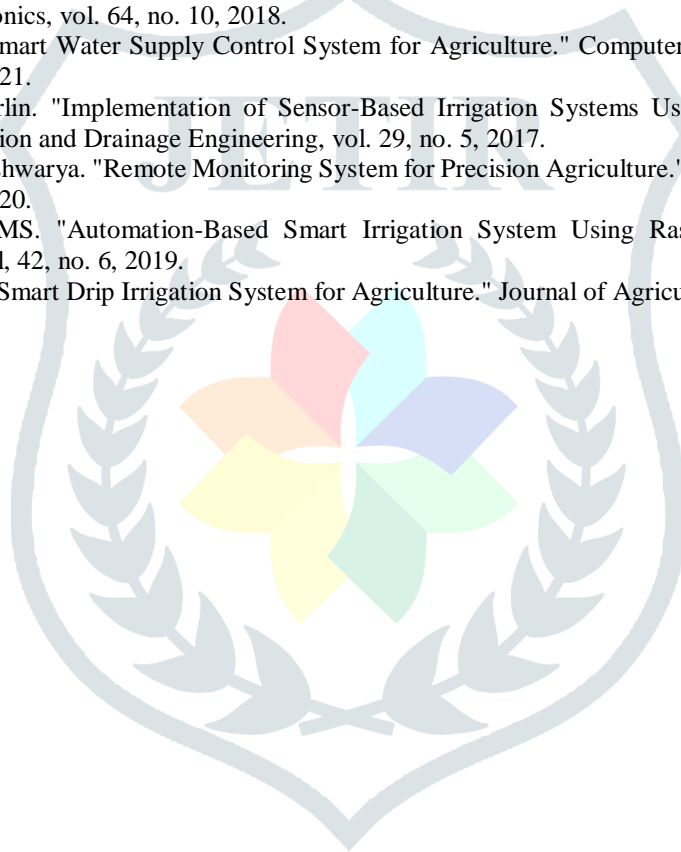 onics, vol. 64, no. 10, 2018.
mart Water Supply Control System for Agriculture." Computer
21.
rlin. "Implementation of Sensor-Based Irrigation Systems Us
ion and Drainage Engineering, vol. 29, no. 5, 2017.
hwarya. "Remote Monitoring System for Precision Agriculture."
20.
MS. "Automation-Based Smart Irrigation System Using Ras
l, 42, no. 6, 2019.
Smart Drip Irrigation System for Agriculture." Journal of Agricu
JETIR